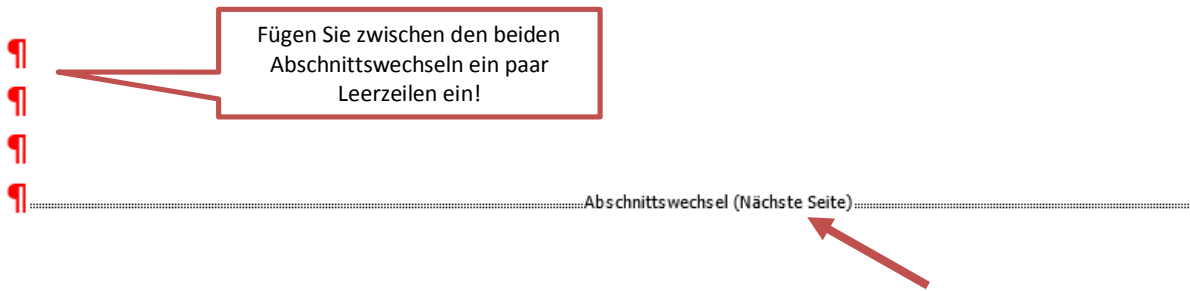 Fügen Sie zwischen den beiden
Abschnittswechseln ein paar
Leerzeilen ein!
¶
¶
¶
¶
Abschnittswechsel (Nächste Seite)